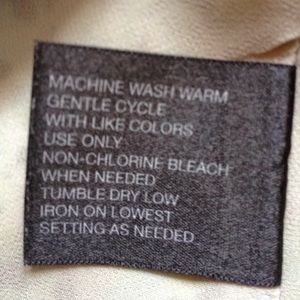 MACHINE WASH WARM
GENTLE CYCLE
WITH LIKE COLORS
USE ONLY
NON-CHLORINE BLEACH
WHEN NEEDED
TUMBLE DRY LOW
IRON ON LOWEST
SETTING AS NEEDED